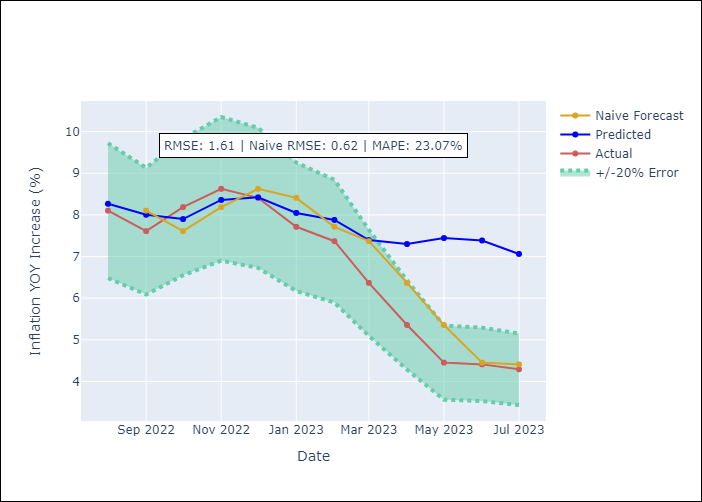 RMSE: 1.61 | Naive RMSE: 0.62 | MAPE: 23.07%
Naive Forecast
Predicted
Actual
+/-20% Error
Inflation YOY Increase (%)
10
9
8
7
6
5
4
Sep 2022
Nov 2022
Jan 2023
Mar 2023
May 2023
Jul 2023
Date